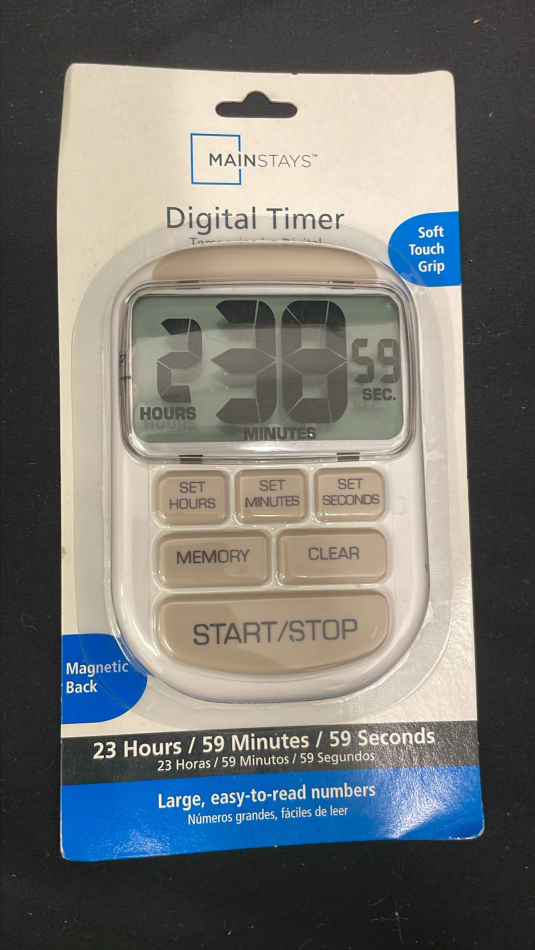 MAINSTAYS™
Digital Timer
Soft
Touch
Grip
2 38 59
HOURS
SEC.
MINUTES
SET
HOURS
SET
MINUTES
SET
SECONDS
MEMORY
CLEAR
START/STOP
Magnetic
Back
23 Hours / 59 Minutes / 59 Seconds
23 Horas / 59 Minutos / 59 Segundos
Large, easy-to-read numbers
Números grandes, fáciles de leer